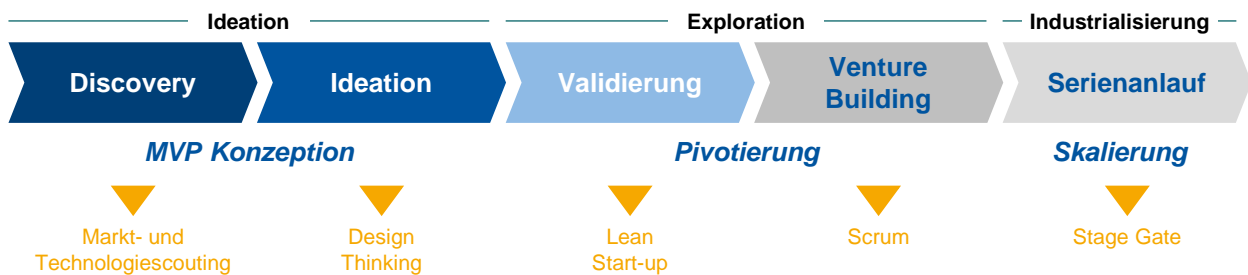 Ideation
Exploration
Industrialisierung
Discovery
Ideation
Validierung
Venture
Building
Serienanlauf
MVP Konzeption
Pivotierung
Skalierung
Markt- und
Technologiescouting
Design
Thinking
Lean
Start-up
Scrum
Stage Gate